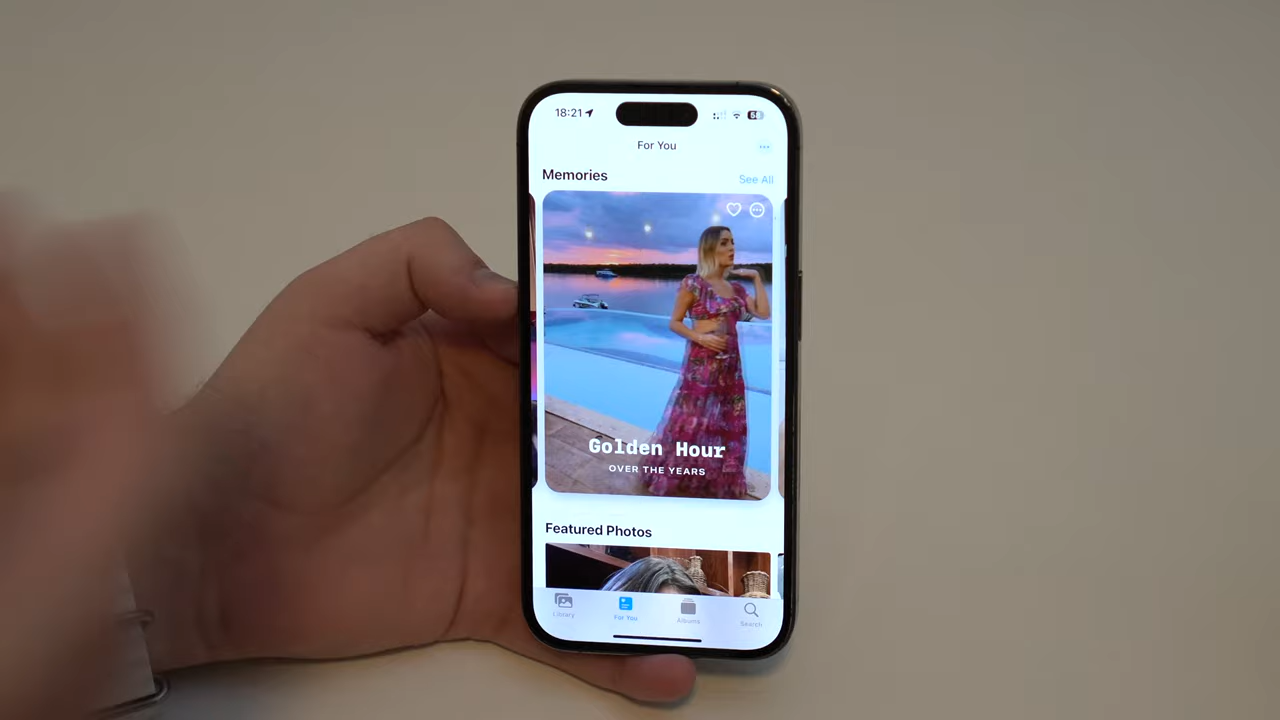 18:21
For You
Memories
See All
Golden Hour
OVER THE YEARS
Featured Photos
Library
For You
Albums
Search